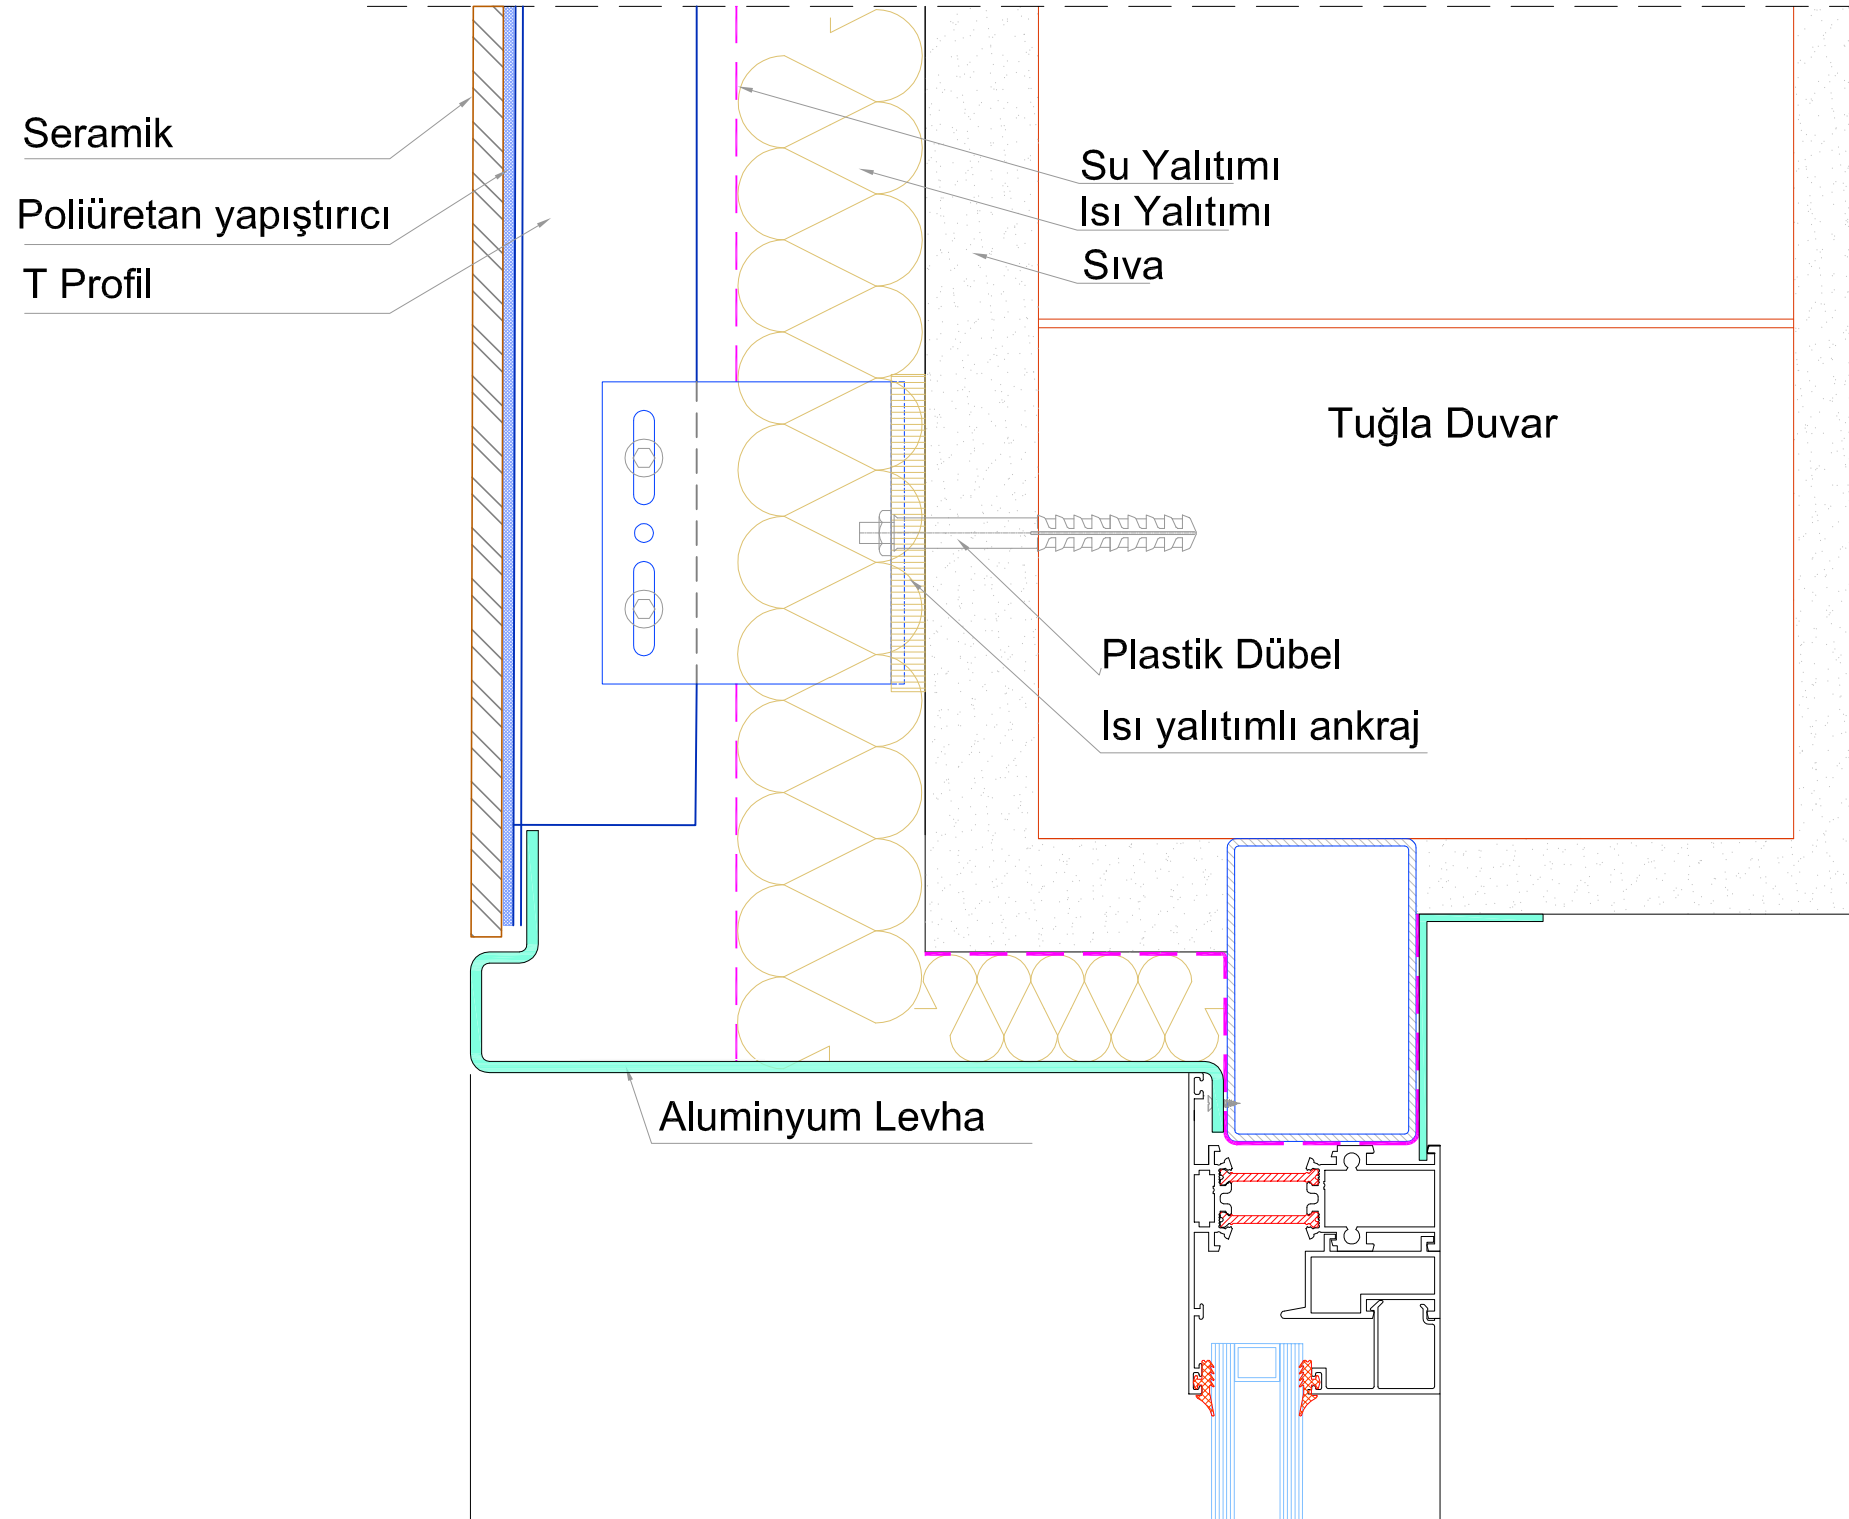 Seramik
Poliüretan yapıştırıcı
T Profil
Su Yalıtımı
Isı Yalıtımı
Sıva
Tuğla Duvar
Plastik Dübel
Isı yalıtımlı ankraj
Aluminyum Levha